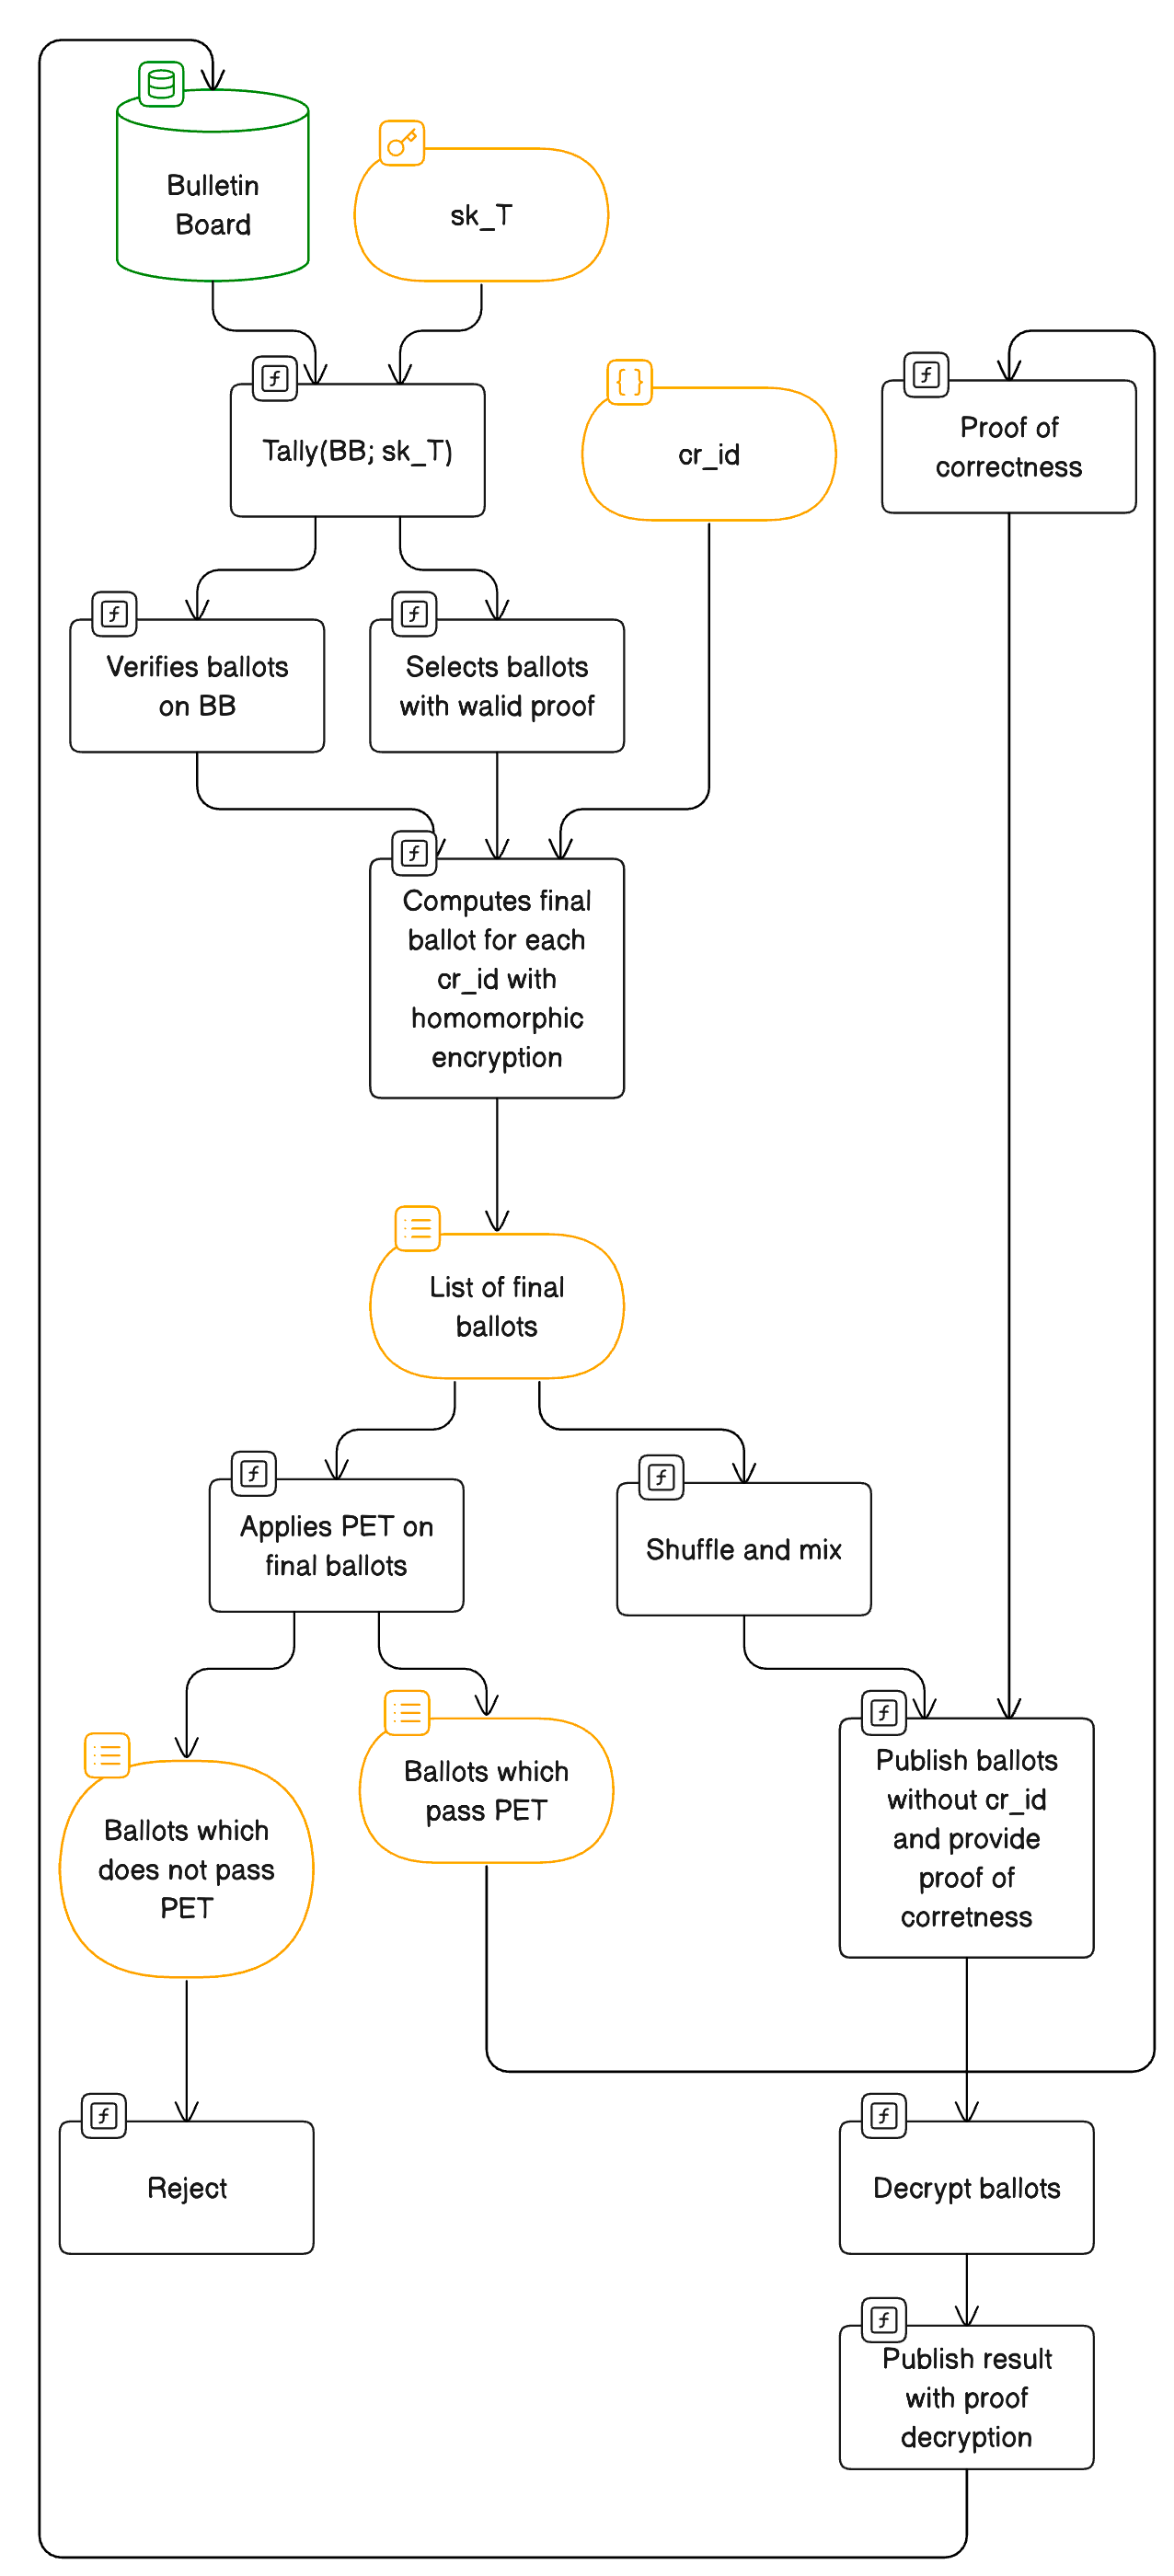 Bulletin
Board
sk_T
Tally(BB; sk_T)
cr_id
Proof of
correctness
Verifies ballots
on BB
Selects ballots
with walid proof
Computes final
ballot for each
cr_id with
homomorphic
encryption
List of final
ballots
Applies PET on
final ballots
Shuffle and mix
Ballots which
does not pass
PET
Ballots which
pass PET
Publish ballots
without cr_id
and provide
proof of
corretness
Reject
Decrypt ballots
Publish result
with proof
decryption